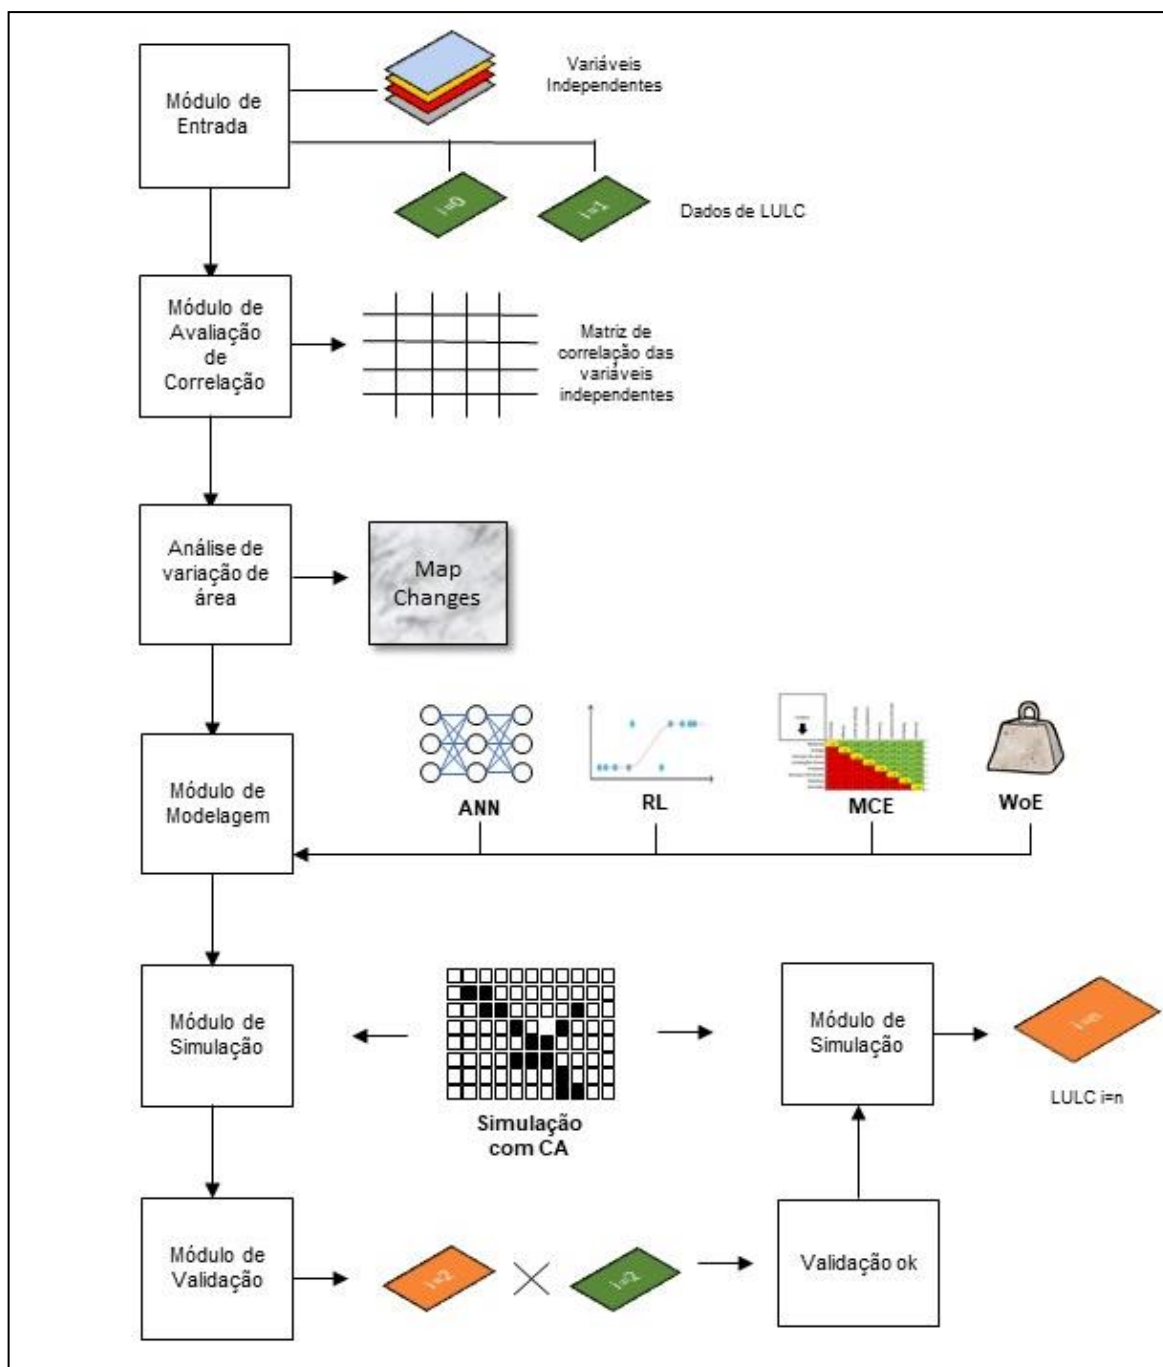 Módulo de
Entrada
Variáveis
Independentes
i=0
i=1
Dados de LULC
Módulo de
Avaliação
de
Correlação
Matriz de
correlação das
variáveis
independentes
Análise de
variação de
área
Map
Changes
Módulo de
Modelagem
ANN
RL
MCE
WoE
Módulo de
Simulação
Simulação
com CA
Módulo de
Simulação
i=n
LULC i=n
Módulo de
Validação
i=2
i=2
Validação ok